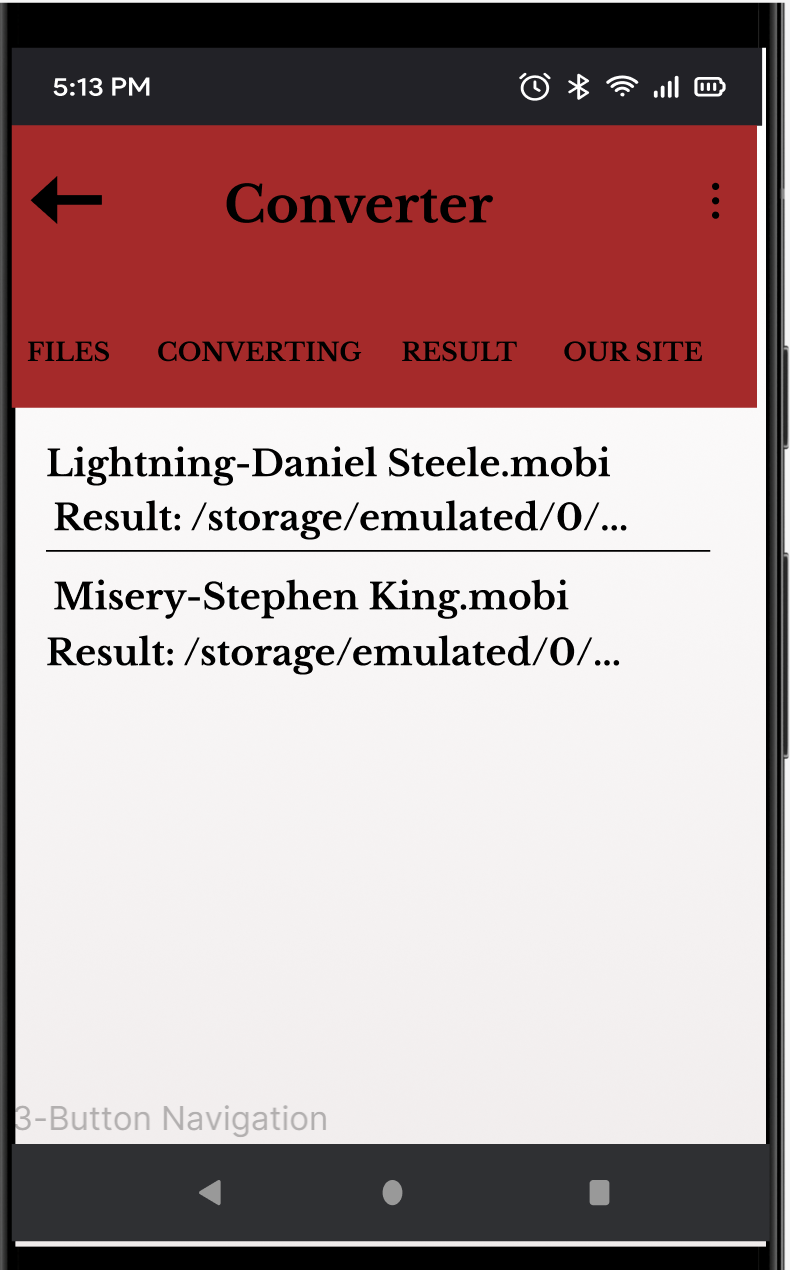 5:13 PM
Converter
FILES CONVERTING RESULT OUR SITE
Lightning-Daniel Steele.mobi
Result: /storage/emulated/0/...
Misery-Stephen King.mobi
Result: /storage/emulated/0/...
3-Button Navigation